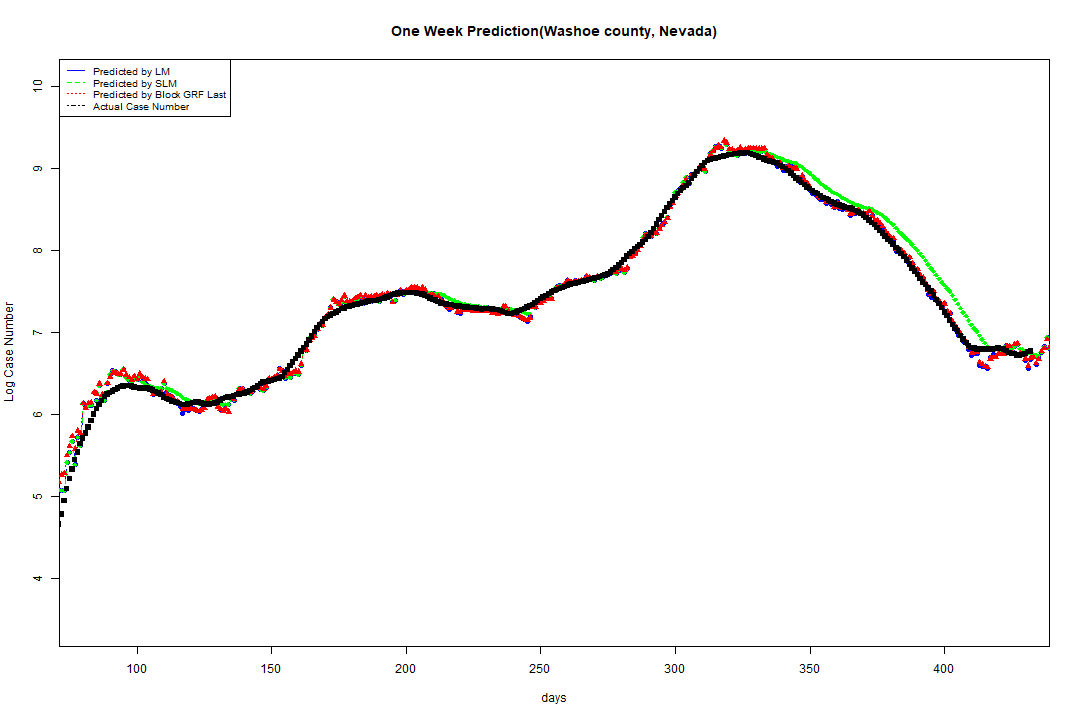 One Week Prediction(Washoe county, Nevada)
Predicted by LM
Predicted by SLM
Predicted by Block GRF Last
Actual Case Number
10
9
8
7
6
5
4
Log Case Number
100 150 200 250 300 350 400
days